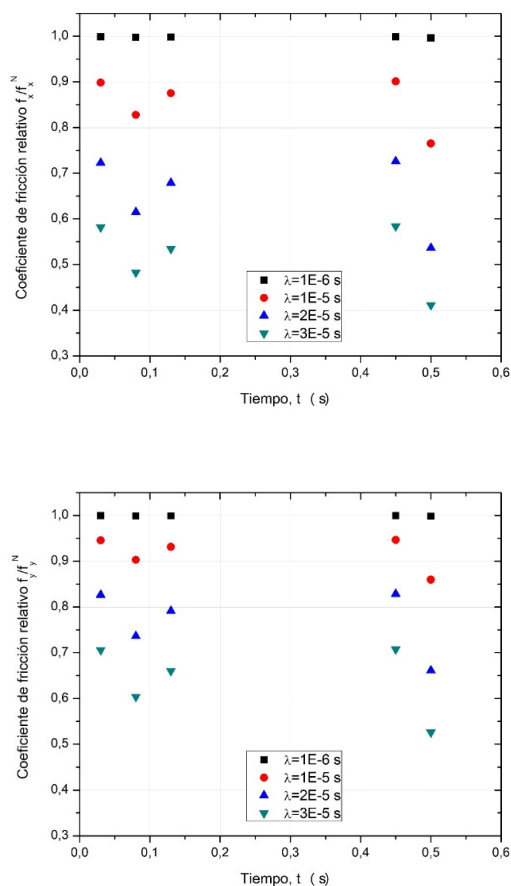 Coeficiente de fricción relativo f_x/f_x^N
1,0
0,9
0,8
0,7
0,6
0,5
0,4
0,3
λ=1E-6 s
λ=1E-5 s
λ=2E-5 s
λ=3E-5 s
0,0 0,1 0,2 0,3 0,4 0,5 0,6
Tiempo, t ( s)
Coeficiente de fricción relativo f_y/f_y^N
1,0
0,9
0,8
0,7
0,6
0,5
0,4
0,3
λ=1E-6 s
λ=1E-5 s
λ=2E-5 s
λ=3E-5 s
0,0 0,1 0,2 0,3 0,4 0,5 0,6
Tiempo, t ( s)